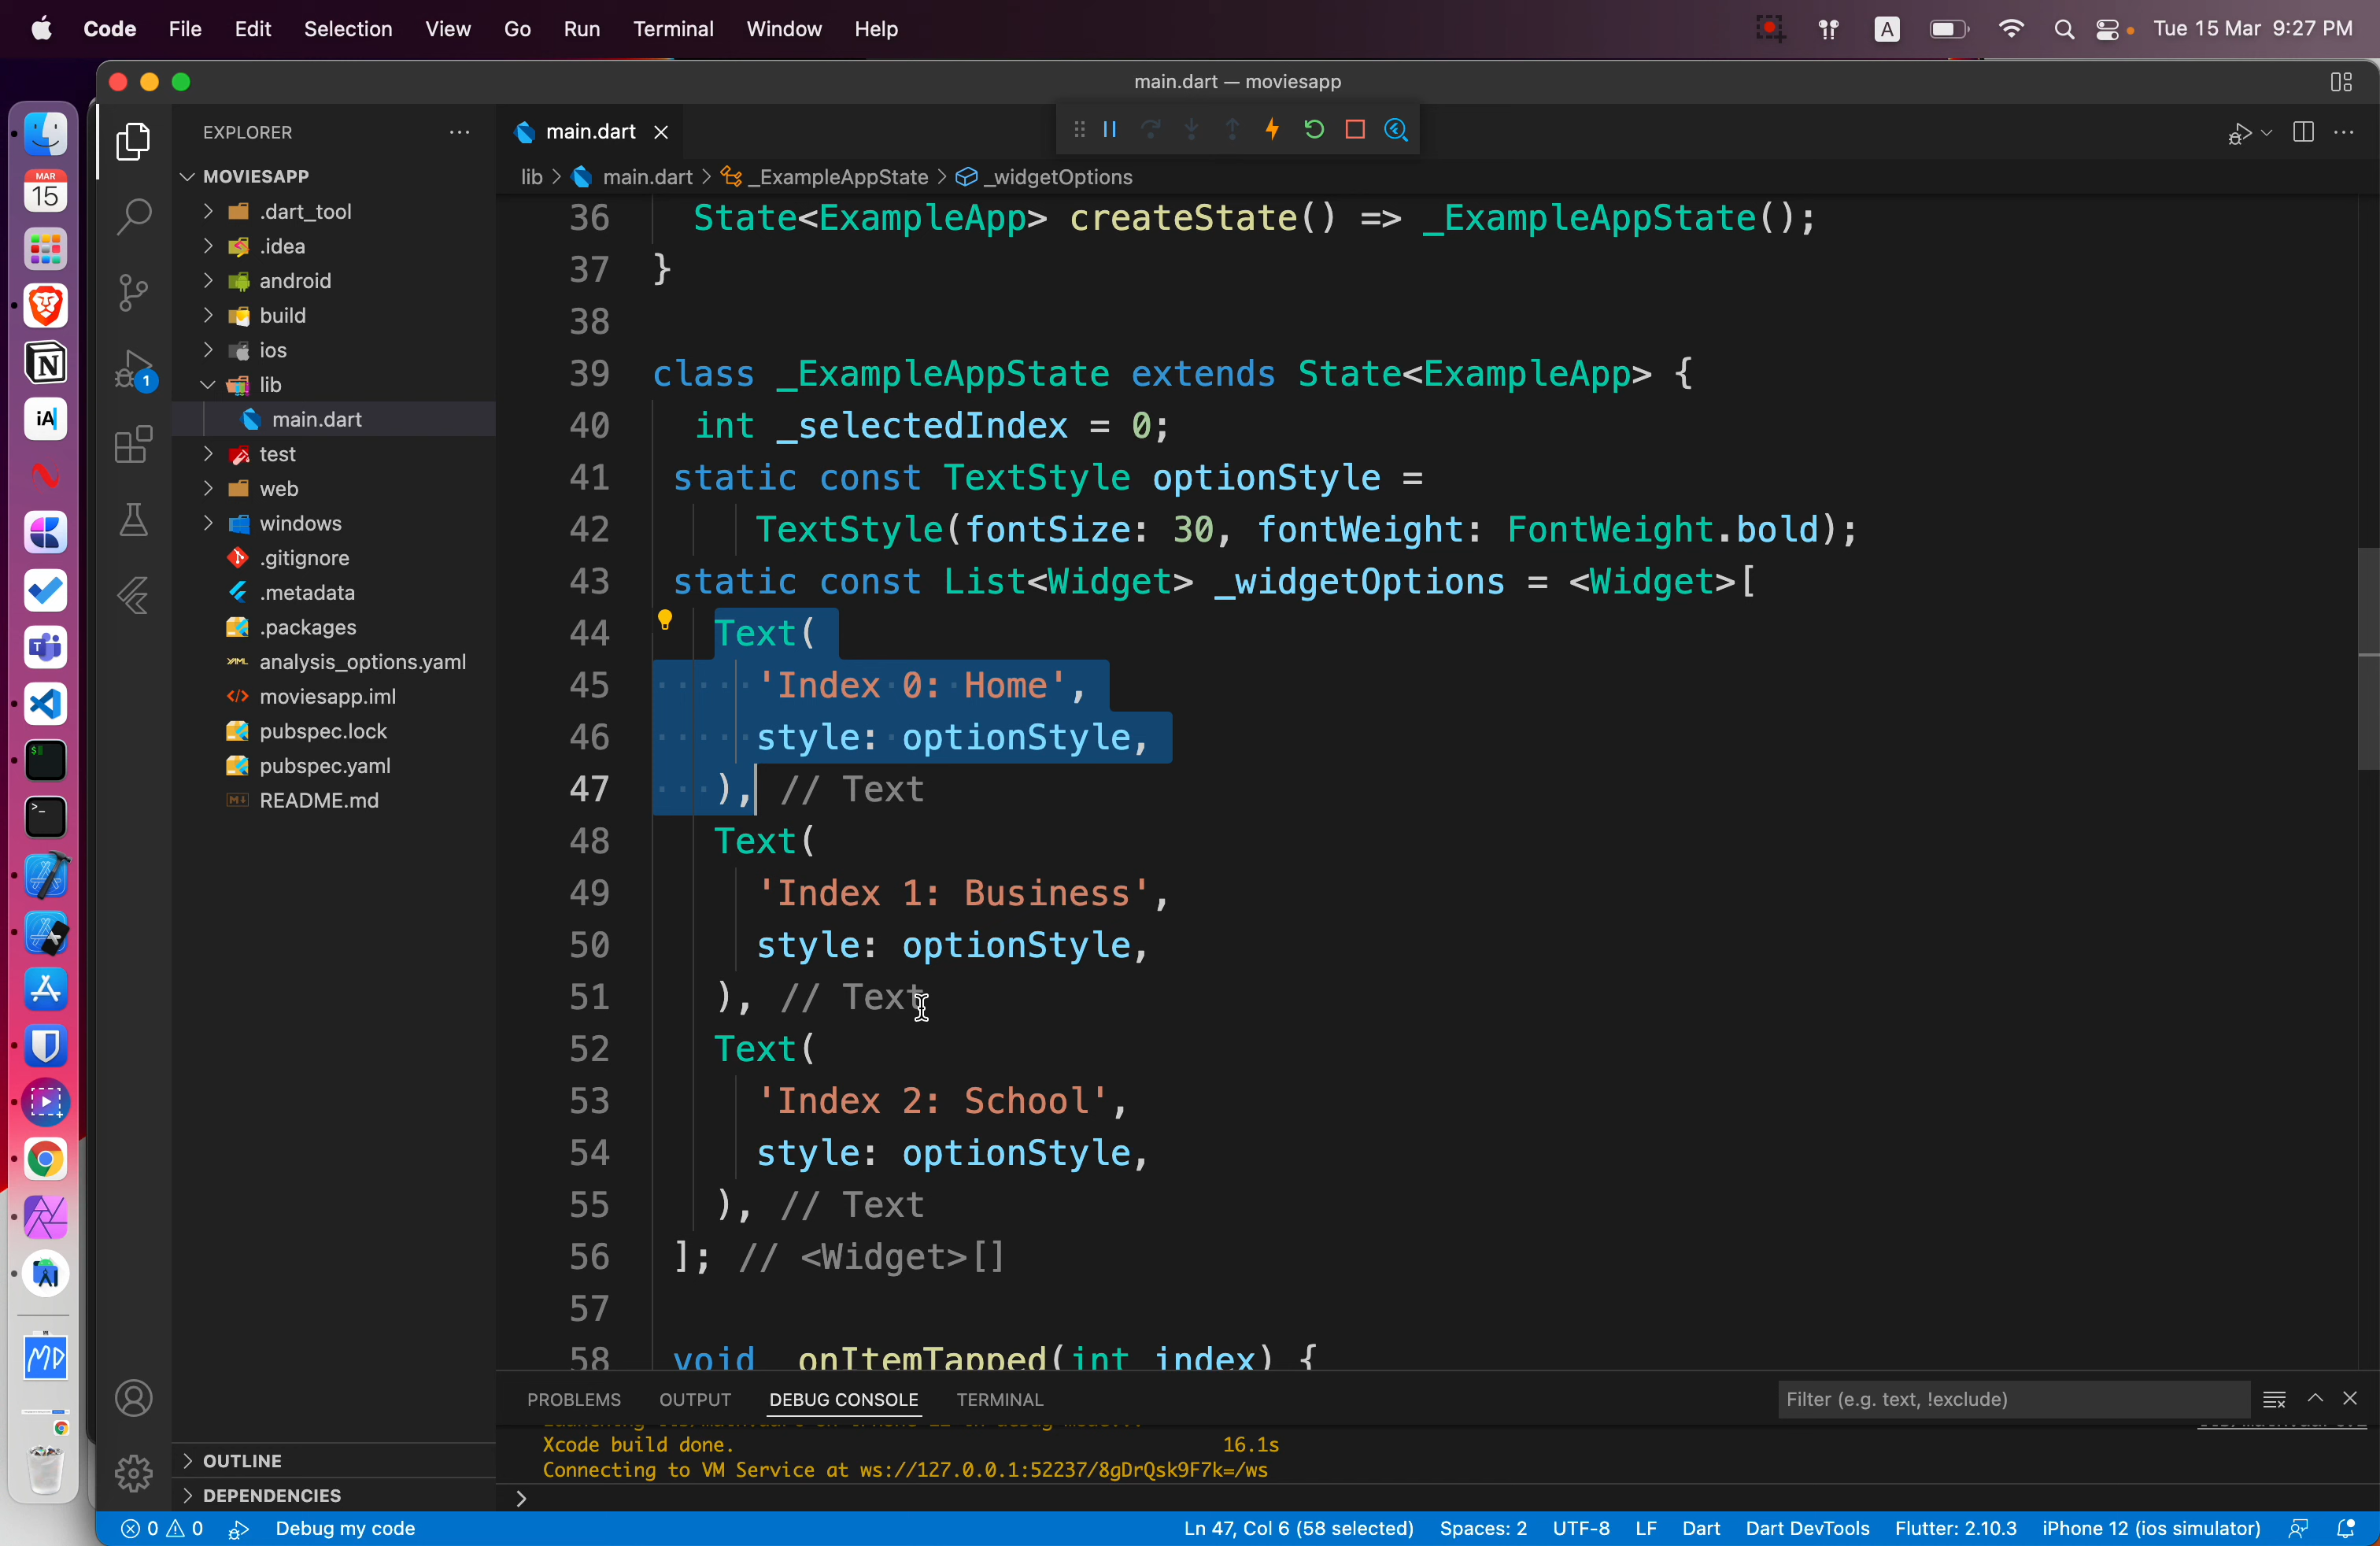 Code File Edit Selection View Go Run Terminal Window Help A Tue 15 Mar 9:27 PM
main.dart — moviesapp
EXPLORER
main.dart
lib > main.dart > _ExampleAppState > _widgetOptions
MOVIESAPP
.dart_tool
.idea
android
build
ios
lib
main.dart
test
web
windows
.gitignore
.metadata
.packages
YAML analysis_options.yaml
moviesapp.iml
pubspec.lock
pubspec.yaml
README.md
OUTLINE
DEPENDENCIES
MAR
15
N
iA
$
>_
MD
1
36 State<ExampleApp> createState() => _ExampleAppState();
37 }
38
39 class _ExampleAppState extends State<ExampleApp> {
40 int _selectedIndex = 0;
41 static const TextStyle optionStyle =
42 TextStyle(fontSize: 30, fontWeight: FontWeight.bold);
43 static const List<Widget> _widgetOptions = <Widget>[
44 Text(
45 'Index 0: Home',
46 style: optionStyle,
47 ), // Text
48 Text(
49 'Index 1: Business',
50 style: optionStyle,
51 ), // Text
52 Text(
53 'Index 2: School',
54 style: optionStyle,
55 ), // Text
56 ]; // <Widget>[]
57
58 void _onItemTapped(int index) {
PROBLEMS OUTPUT DEBUG CONSOLE TERMINAL Filter (e.g. text, !exclude)
Xcode build done. 16.1s
Connecting to VM Service at ws://127.0.0.1:52237/8gDrQsk9F7k=/ws
>
0 0 Debug my code Ln 47, Col 6 (58 selected) Spaces: 2 UTF-8 LF Dart Dart DevTools Flutter: 2.10.3 iPhone 12 (ios simulator)